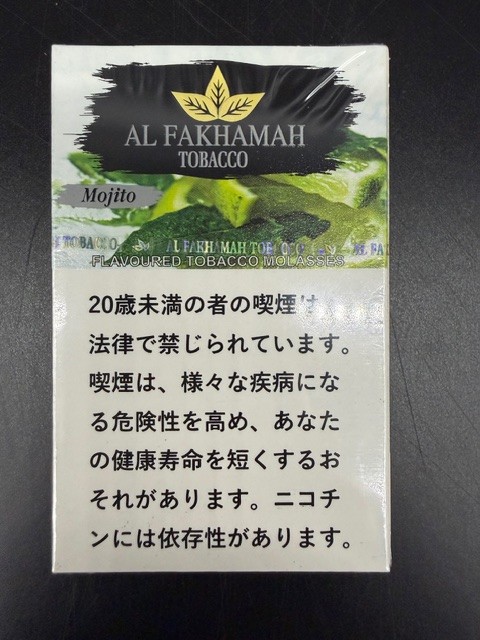 AL FAKHAMAH
TOBACCO
Mojito
AL FAKHAMAH TOBACCO
FLAVOURED TOBACCO MOLASSES
20歳未満の者の喫煙は
法律で禁じられています。
喫煙は、様々な疾病にな
る危険性を高め、あなた
の健康寿命を短くするお
それがあります。ニコチ
ンには依存性があります。